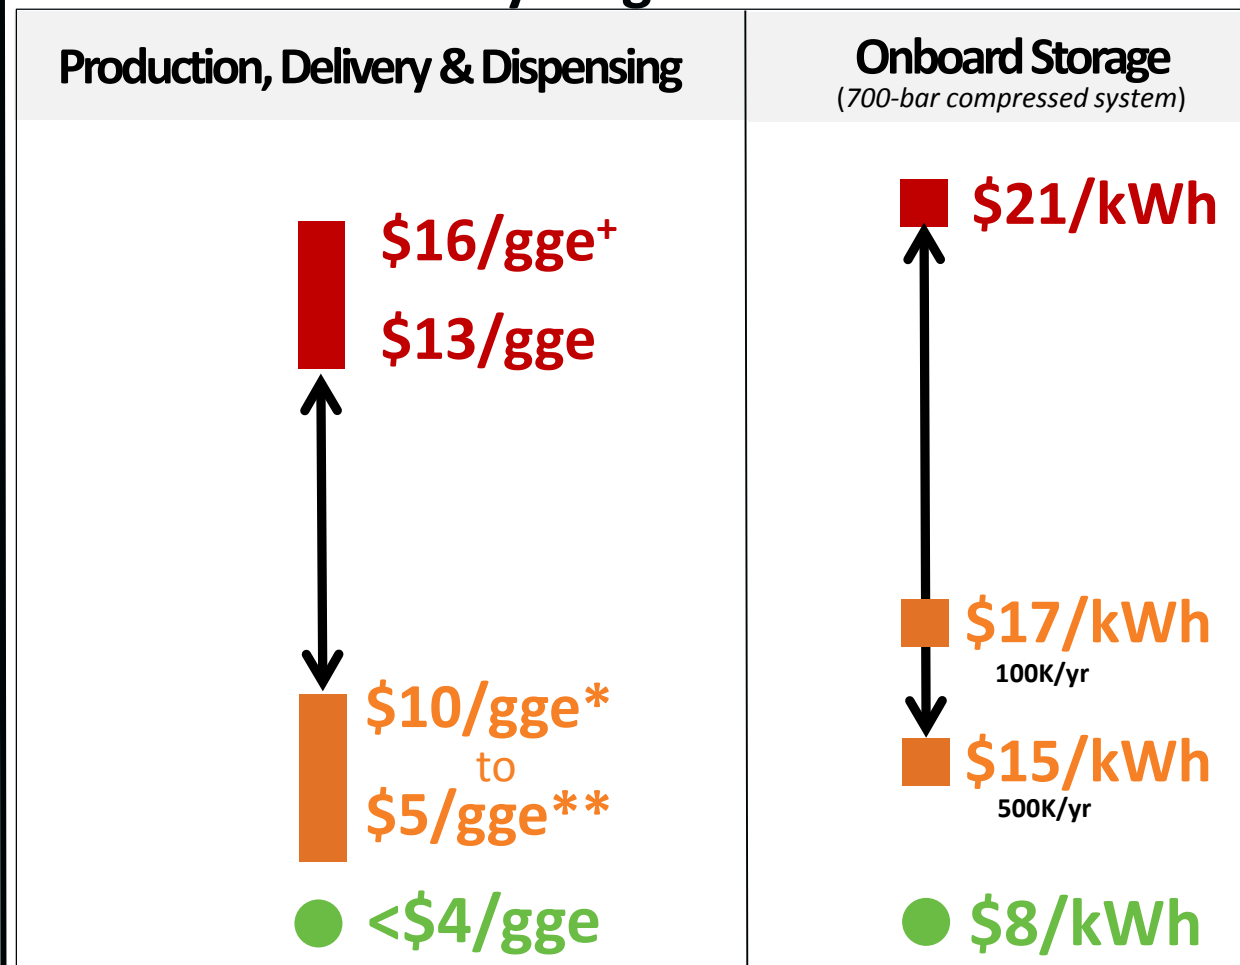 Production, Delivery & Dispensing
$16/gge+
$13/gge
$10/gge*
to
$5/gge**
<$4/gge
Onboard Storage
(700-bar compressed system)
$21/kWh
$17/kWh
100K/yr
$15/kWh
500K/yr
$8/kWh